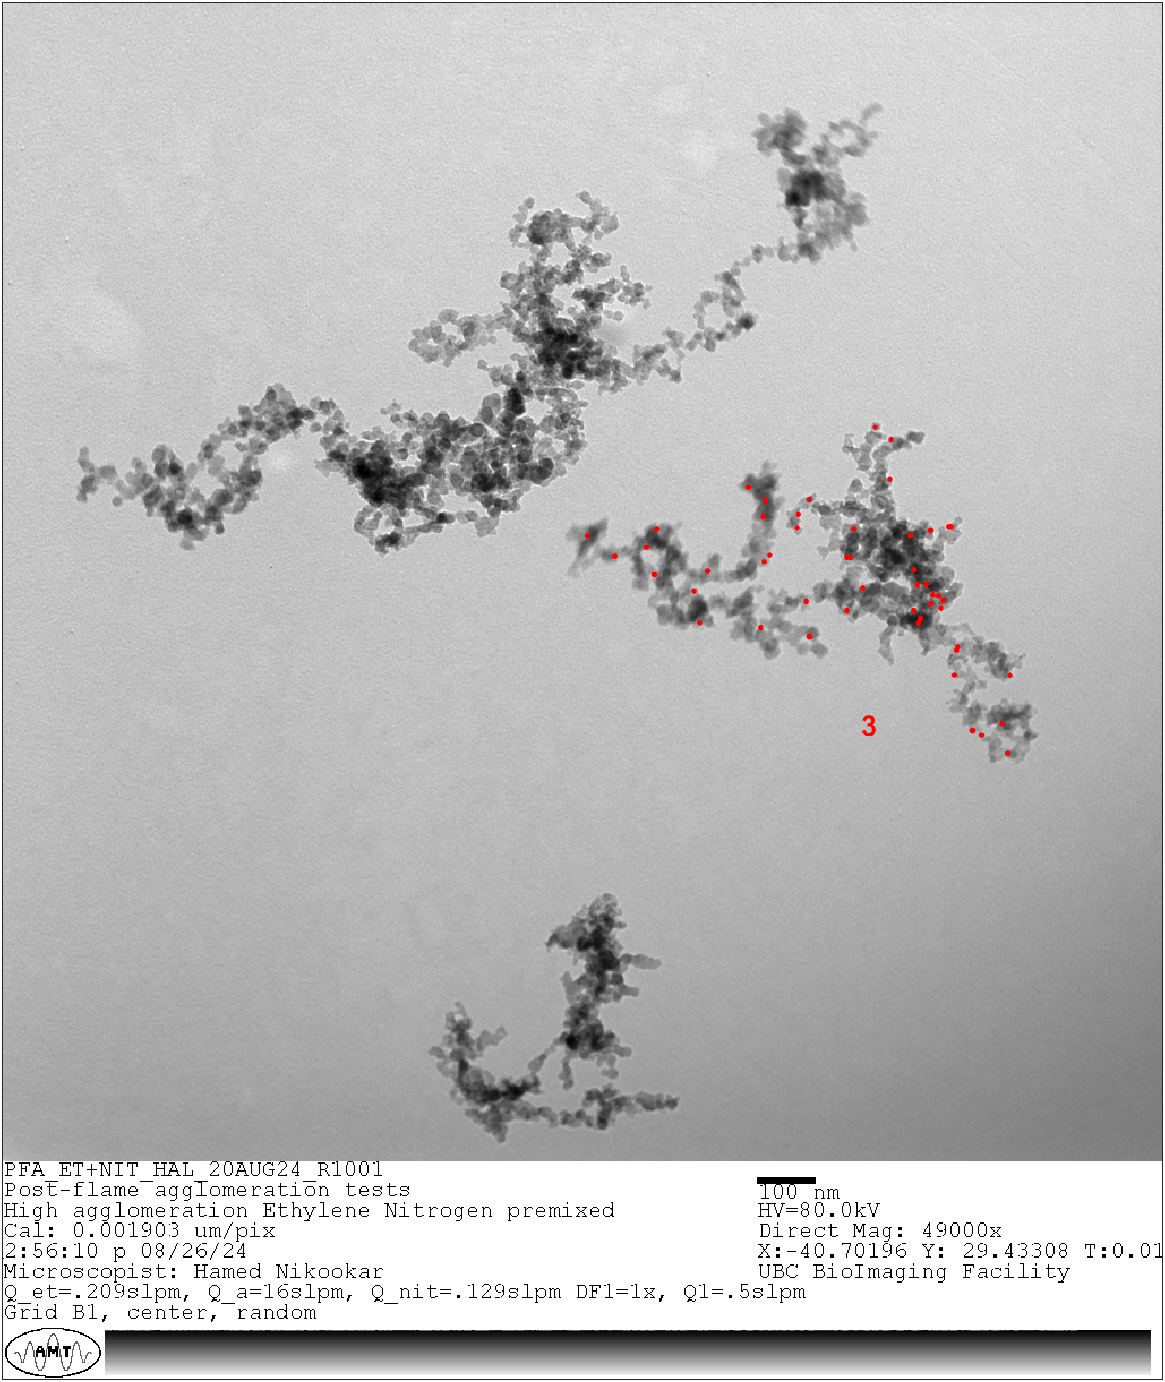 3
PFA_ET+NIT_HAL_20AUG24_R1001
Post-flame agglomeration tests
High agglomeration Ethylene Nitrogen premixed
Cal: 0.001903 um/pix
2:56:10 p 08/26/24
Microscopist: Hamed Nikookar
Q_et=.209slpm, Q_a=16slpm, Q_nit=.129slpm DF1=1x, Q1=.5slpm
Grid B1, center, random
100 nm
HV=80.0kV
Direct Mag: 49000x
X:-40.70196 Y: 29.43308 T:0.01
UBC BioImaging Facility
AMT